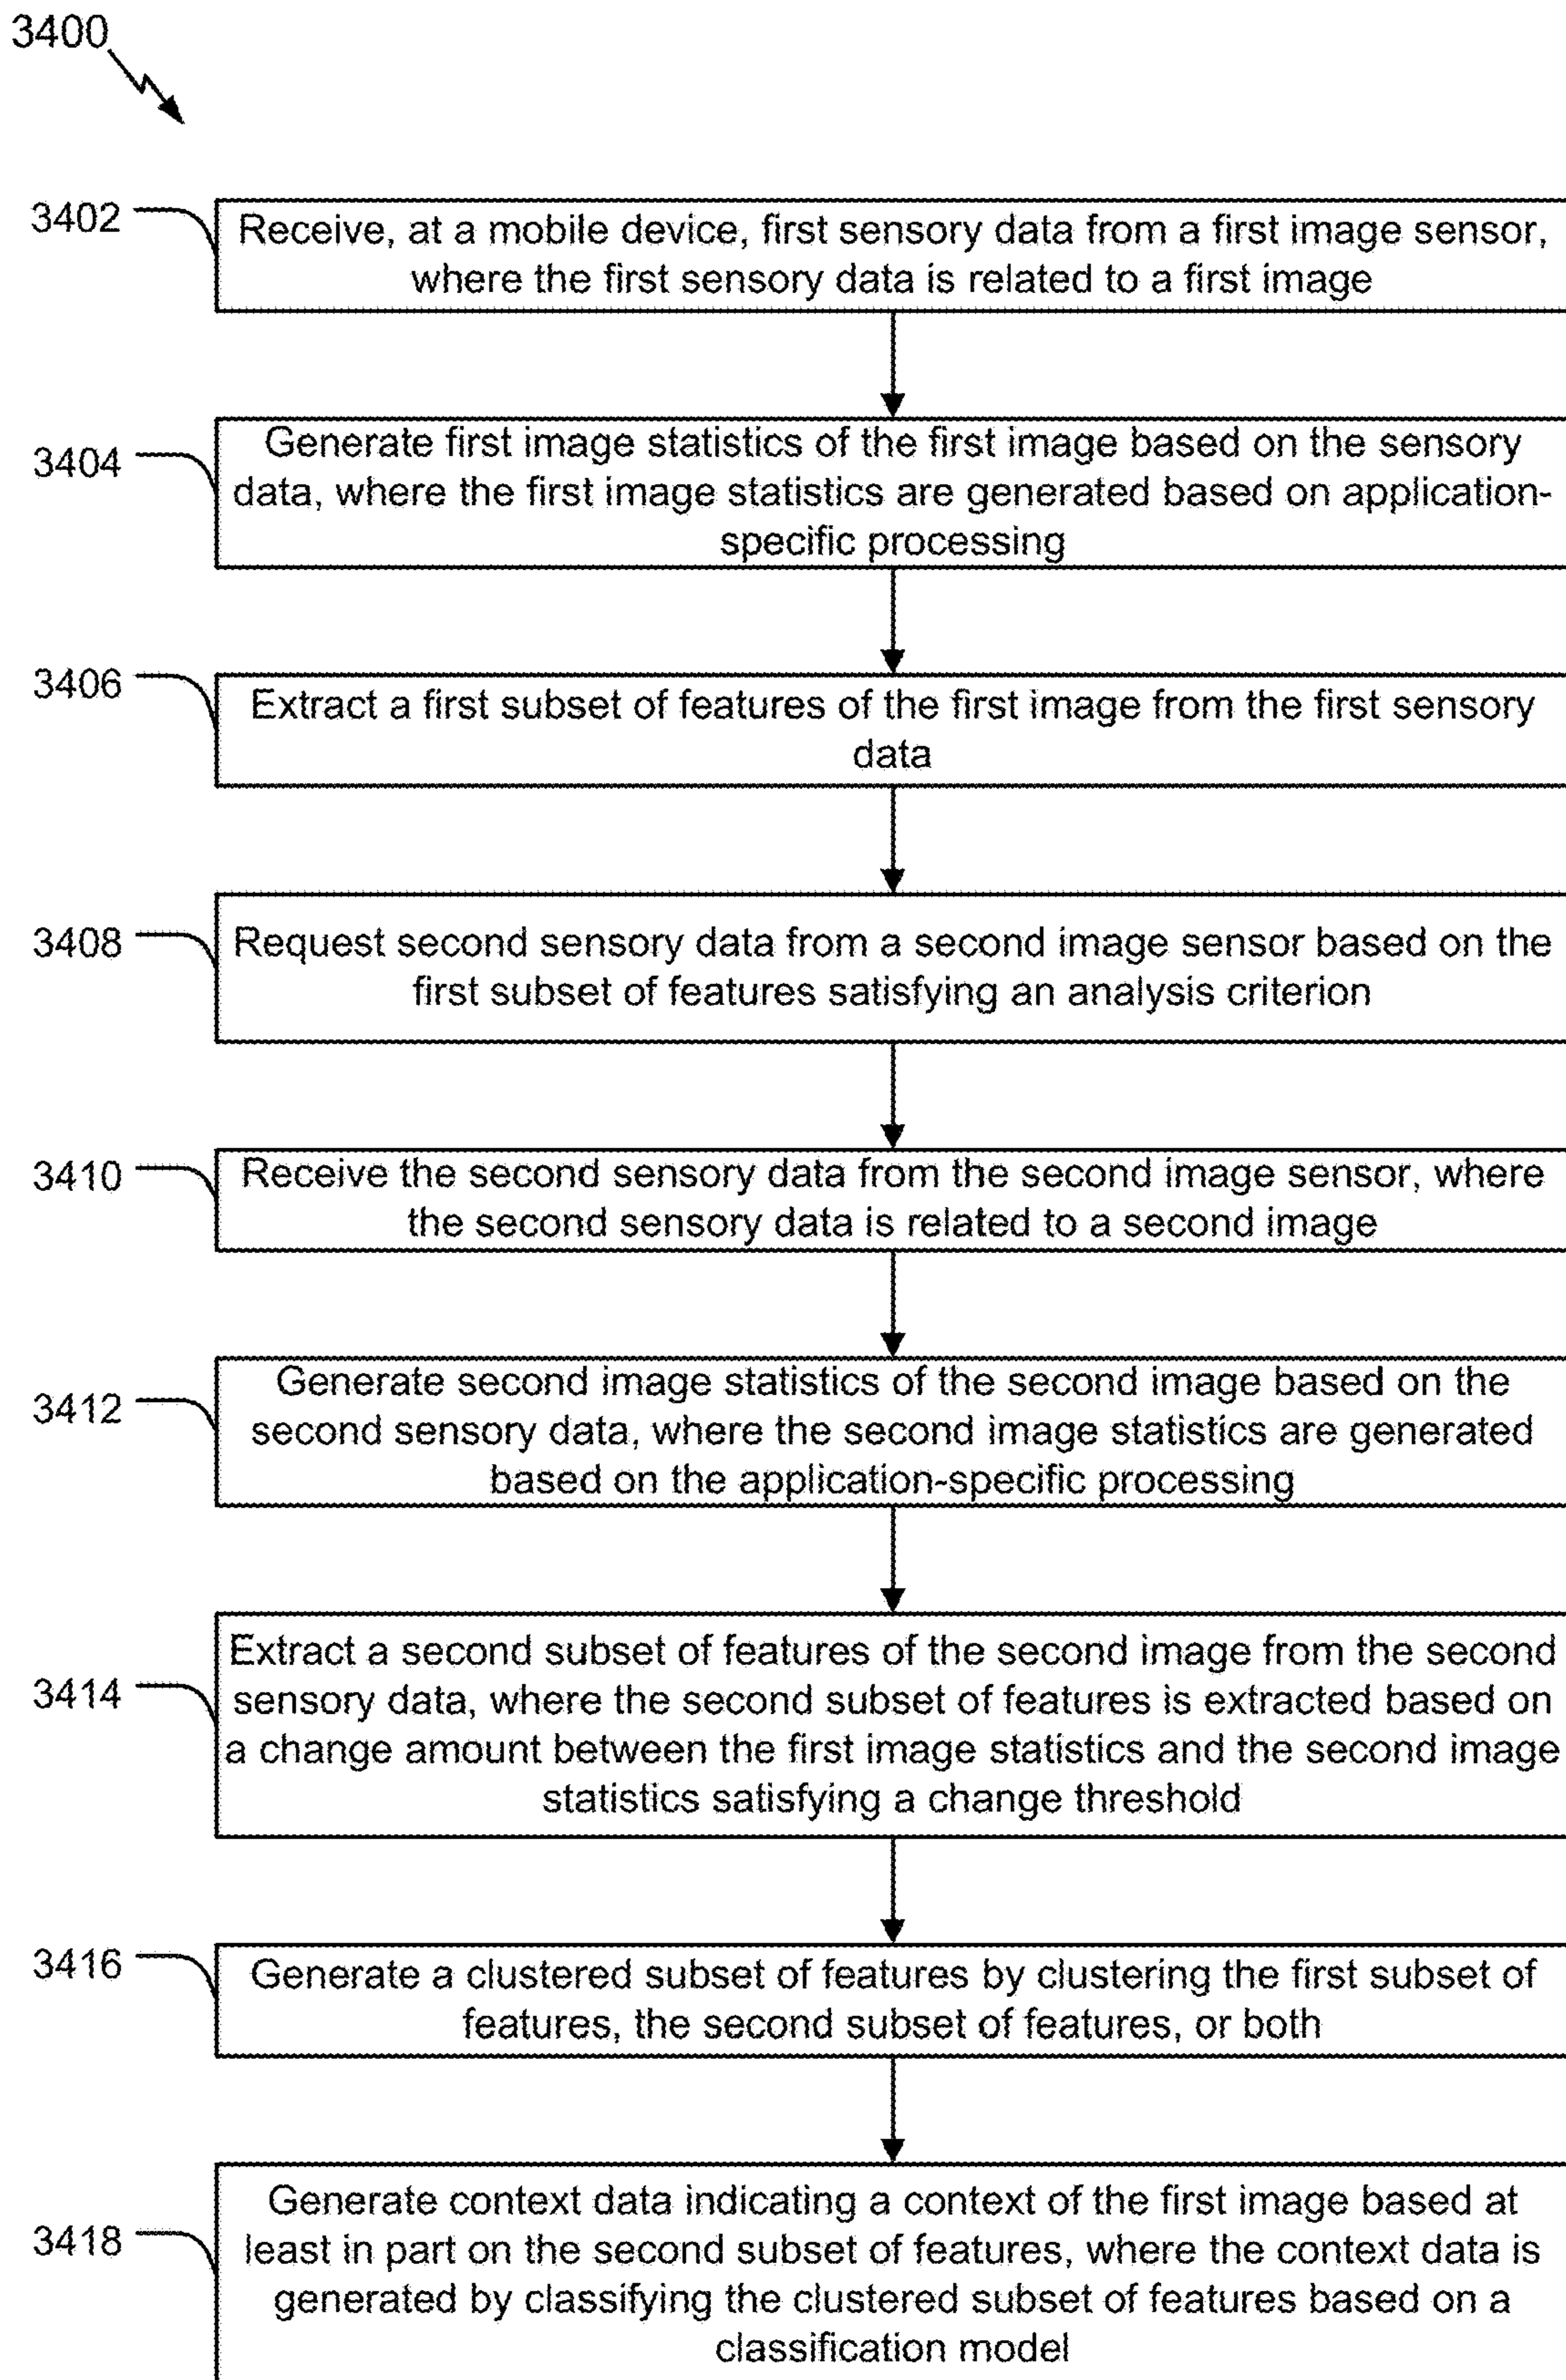 3400
3402
Receive, at a mobile device, first sensory data from a first image sensor,
where the first sensory data is related to a first image
3404
Generate first image statistics of the first image based on the sensory
data, where the first image statistics are generated based on application-
specific processing
3406
Extract a first subset of features of the first image from the first sensory
data
3408
Request second sensory data from a second image sensor based on the
first subset of features satisfying an analysis criterion
3410
Receive the second sensory data from the second image sensor, where
the second sensory data is related to a second image
3412
Generate second image statistics of the second image based on the
second sensory data, where the second image statistics are generated
based on the application-specific processing
3414
Extract a second subset of features of the second image from the second
sensory data, where the second subset of features is extracted based on
a change amount between the first image statistics and the second image
statistics satisfying a change threshold
3416
Generate a clustered subset of features by clustering the first subset of
features, the second subset of features, or both
3418
Generate context data indicating a context of the first image based at
least in part on the second subset of features, where the context data is
generated by classifying the clustered subset of features based on a
classification model